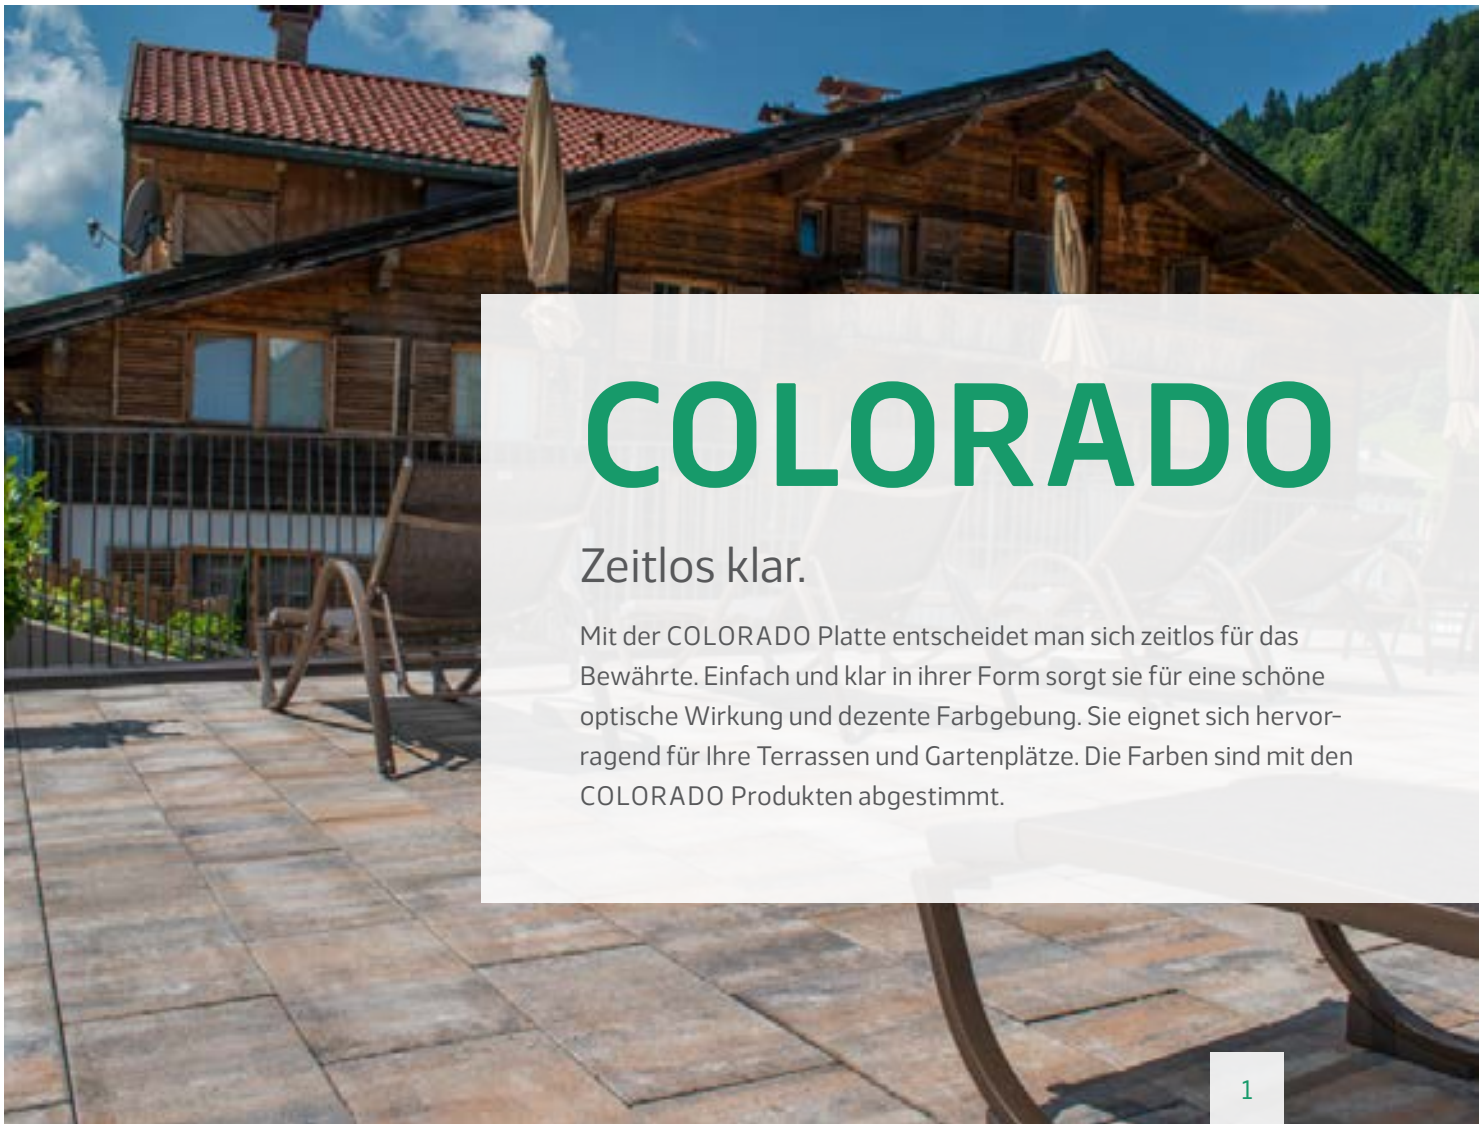 COLORADO
Zeitlos klar.
Mit der COLORADO Platte entscheidet man sich zeitlos für das
Bewährte. Einfach und klar in ihrer Form sorgt sie für eine schöne
optische Wirkung und dezente Farbgebung. Sie eignet sich hervor-
ragend für Ihre Terrassen und Gartenplätze. Die Farben sind mit den
COLORADO Produkten abgestimmt.
1